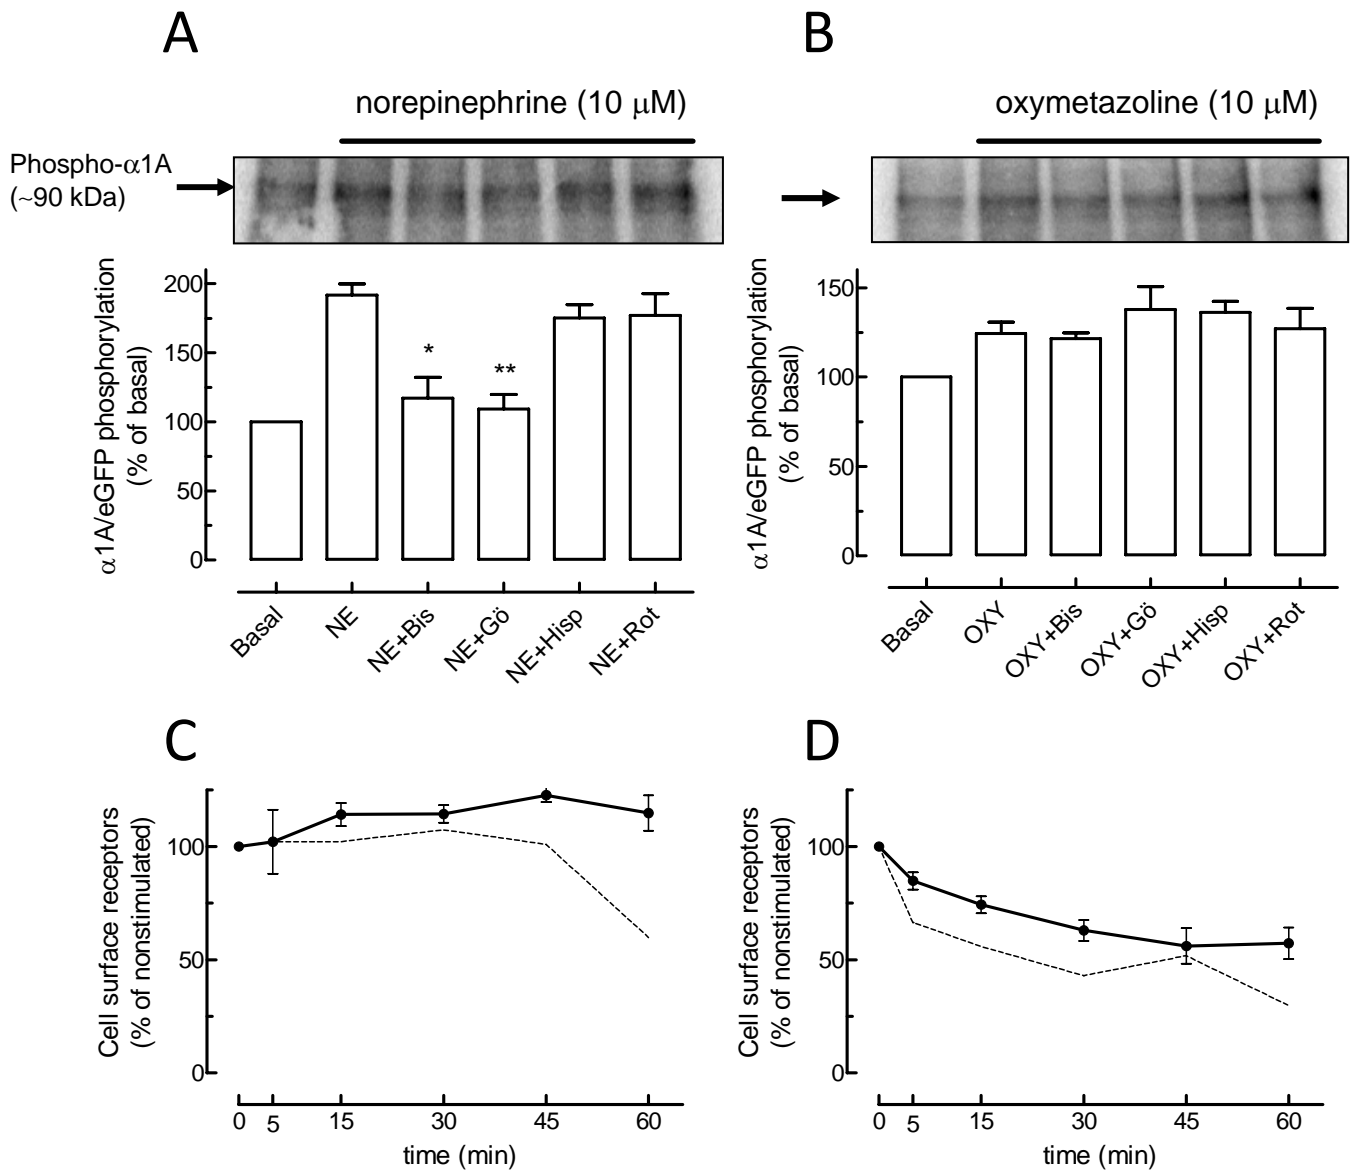 A
B
norepinephrine (10 μM)
oxymetazoline (10 μM)
Phospho-α1A
(~90 kDa)
α1A/eGFP phosphorylation
(% of basal)
200
150
100
50
0
*
**
Basal
NE
NE+Bis
NE+Gö
NE+Hisp
NE+Rot
α1A/eGFP phosphorylation
(% of basal)
150
100
50
0
Basal
OXY
OXY+Bis
OXY+Gö
OXY+Hisp
OXY+Rot
C
Cell surface receptors
(% of nonstimulated)
100
50
0
0 5 15 30 45 60
time (min)
D
Cell surface receptors
(% of nonstimulated)
100
50
0
0 5 15 30 45 60
time (min)